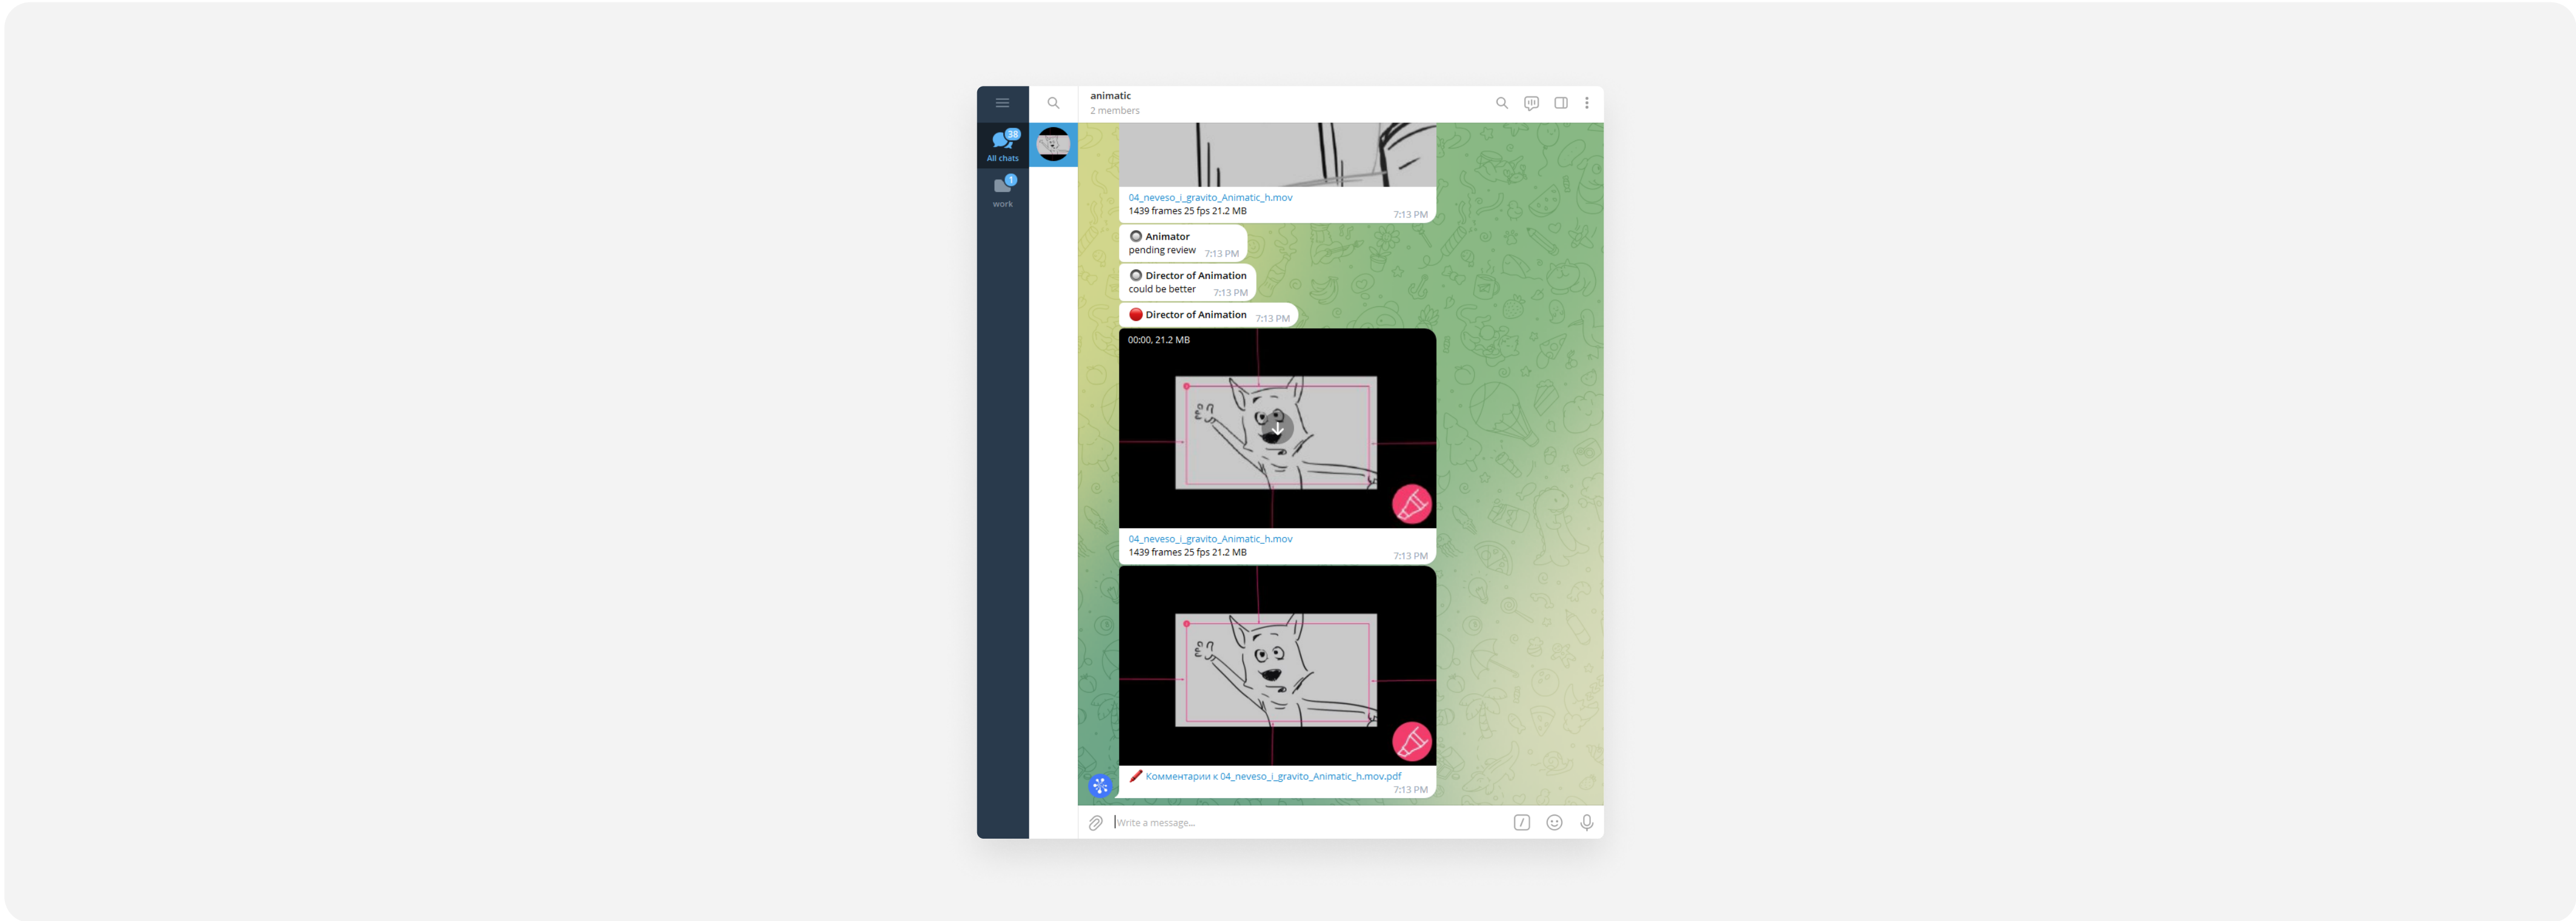 animatic
2 members
38
All chats
1
work
04_neveso_i_gravito_Animatic_h.mov
1439 frames 25 fps 21.2 MB
7:13 PM
Animator
pending review 7:13 PM
Director of Animation
could be better 7:13 PM
Director of Animation 7:13 PM
00:00, 21.2 MB
04_neveso_i_gravito_Animatic_h.mov
1439 frames 25 fps 21.2 MB
7:13 PM
Комментарии к 04_neveso_i_gravito_Animatic_h.mov.pdf
7:13 PM
Write a message...